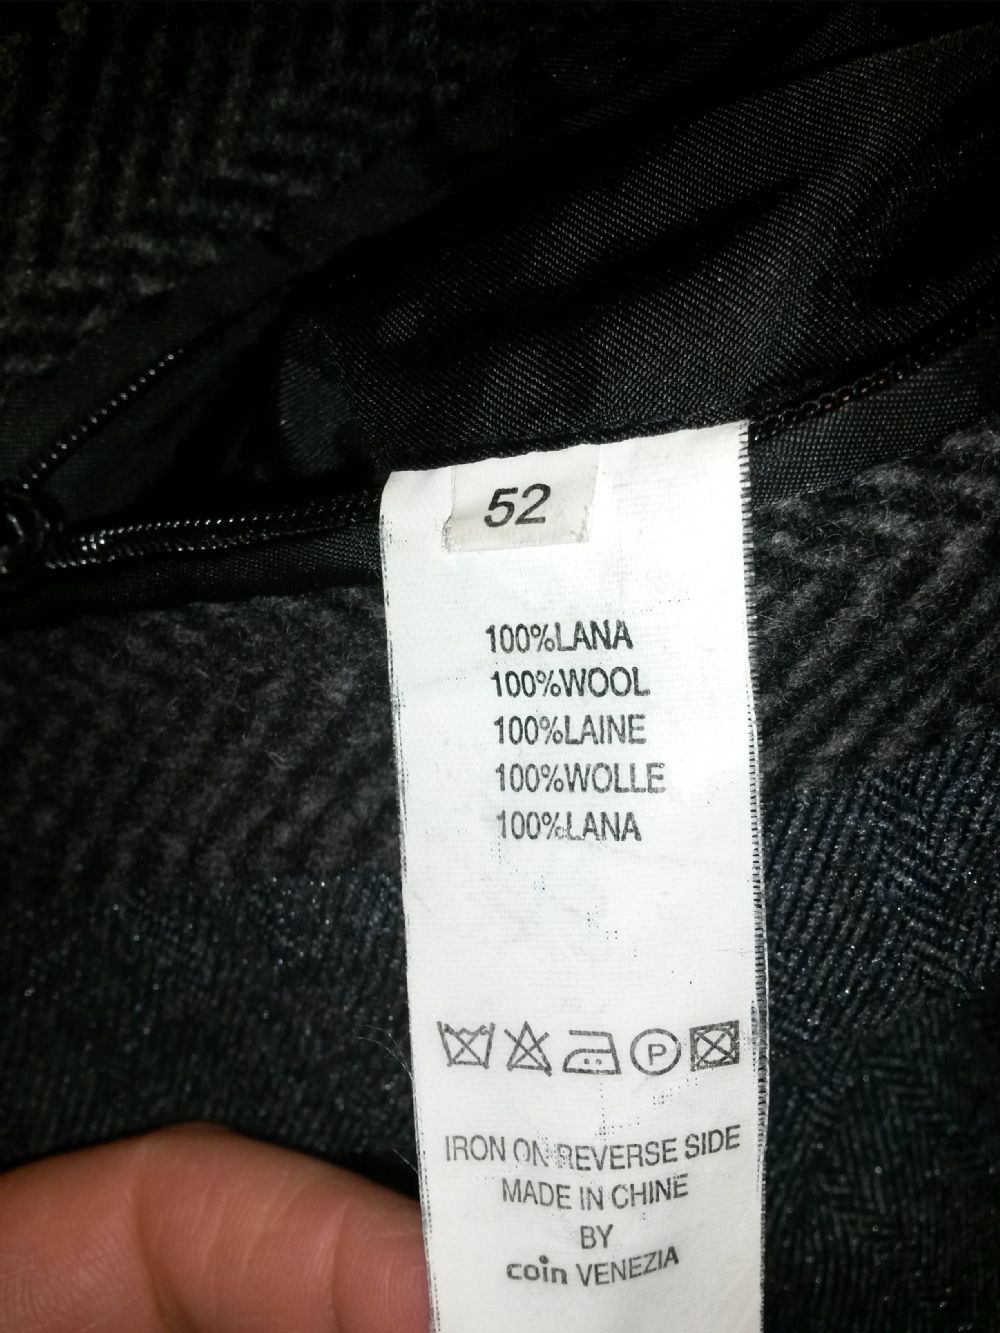 52
100%LANA
100%WOOL
100%LAINE
100%WOLLE
100%LANA
P
IRON ON REVERSE SIDE
MADE IN CHINE
BY
coin VENEZIA